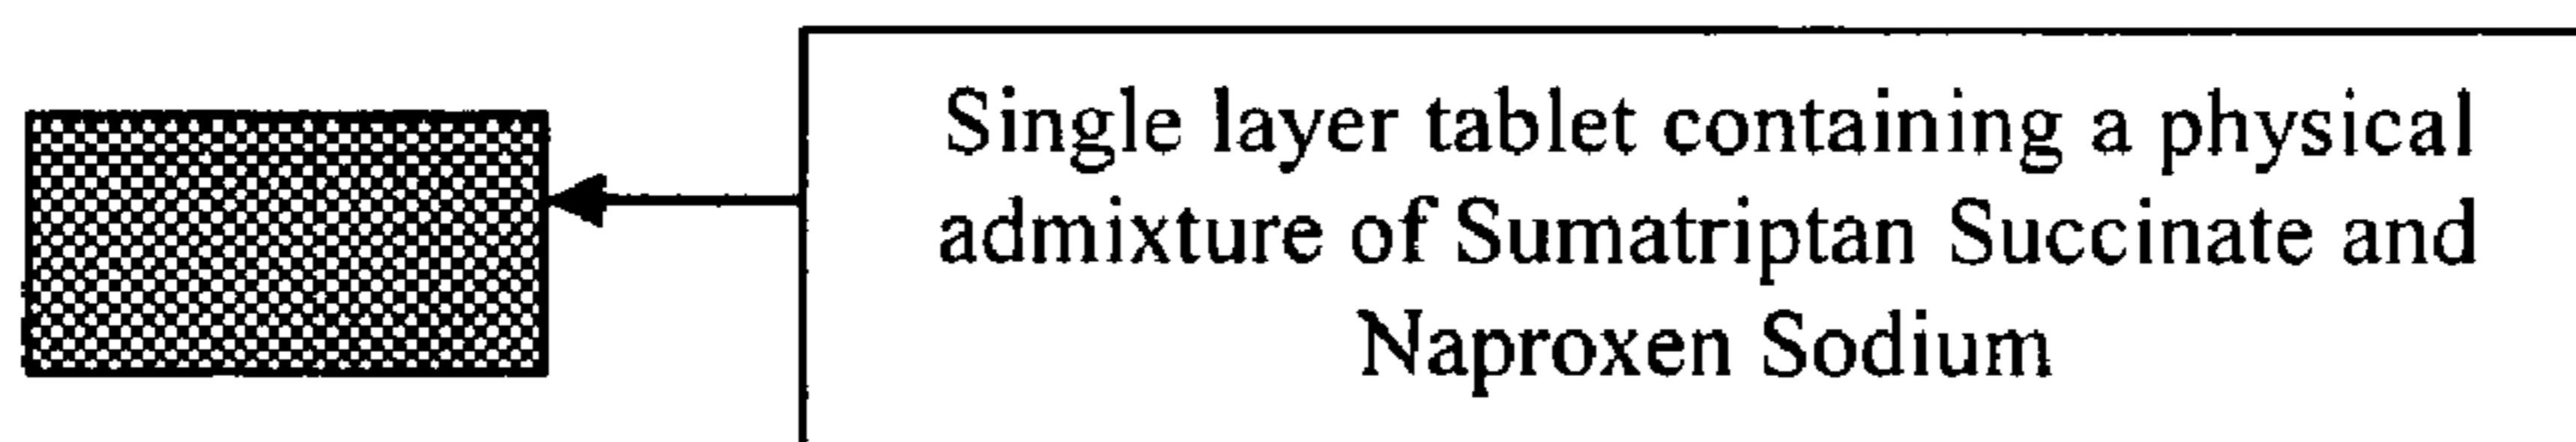 Single layer tablet containing a physical
admixture of Sumatriptan Succinate and
Naproxen Sodium